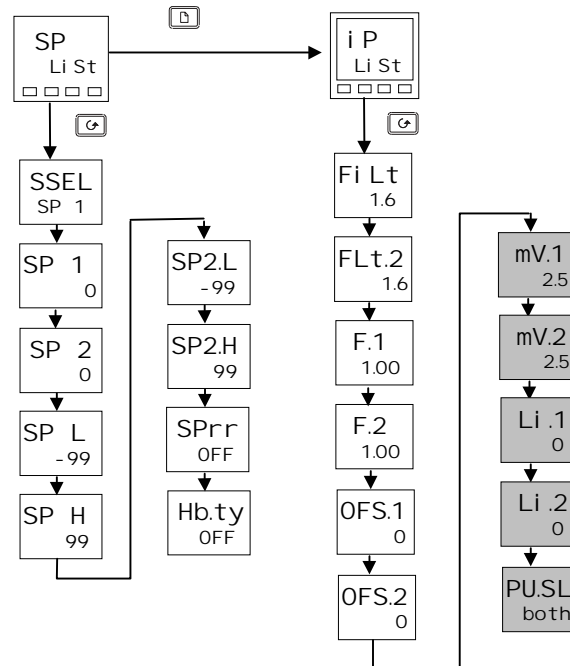 SP
LiSt
SSEL
SP 1
SP 1
0
SP 2
0
SP L
-99
SP H
99
SP2.L
-99
SP2.H
99
SPrr
OFF
Hb.ty
OFF
iP
LiSt
FiLt
1.6
FLt.2
1.6
F.1
1.00
F.2
1.00
OFS.1
0
OFS.2
0
mV.1
2.5
mV.2
2.5
Li.1
0
Li.2
0
PU.SL
both